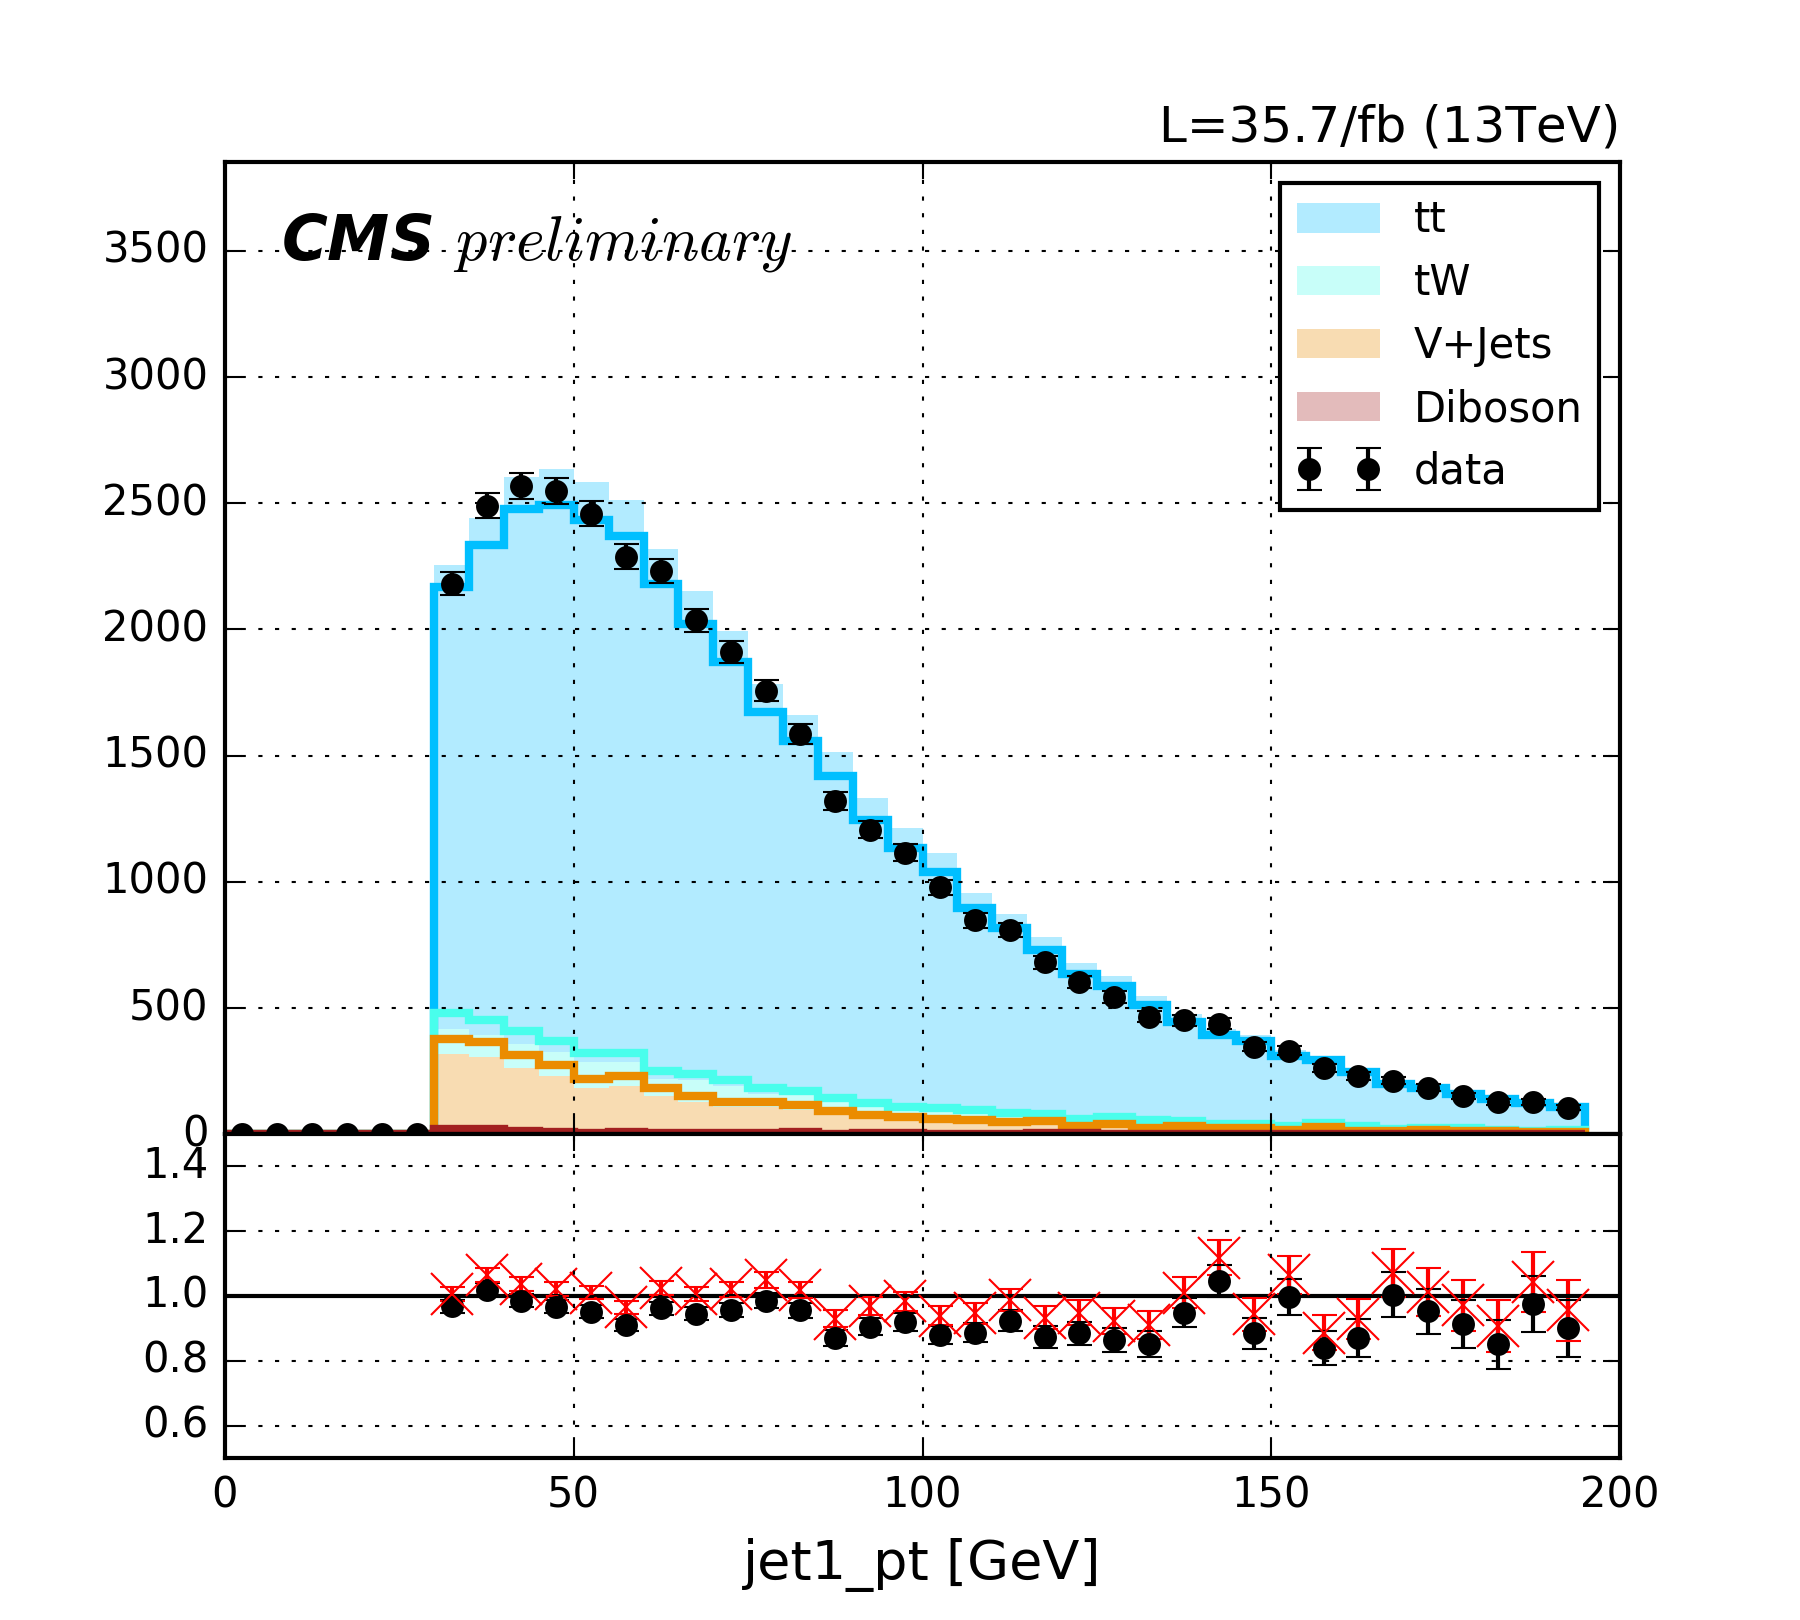 L=35.7/fb (13TeV)
CMS preliminary
tt
tW
V+Jets
Diboson
data
3500
3000
2500
2000
1500
1000
500
0
1.4
1.2
1.0
0.8
0.6
0 50 100 150 200
jet1_pt [GeV]